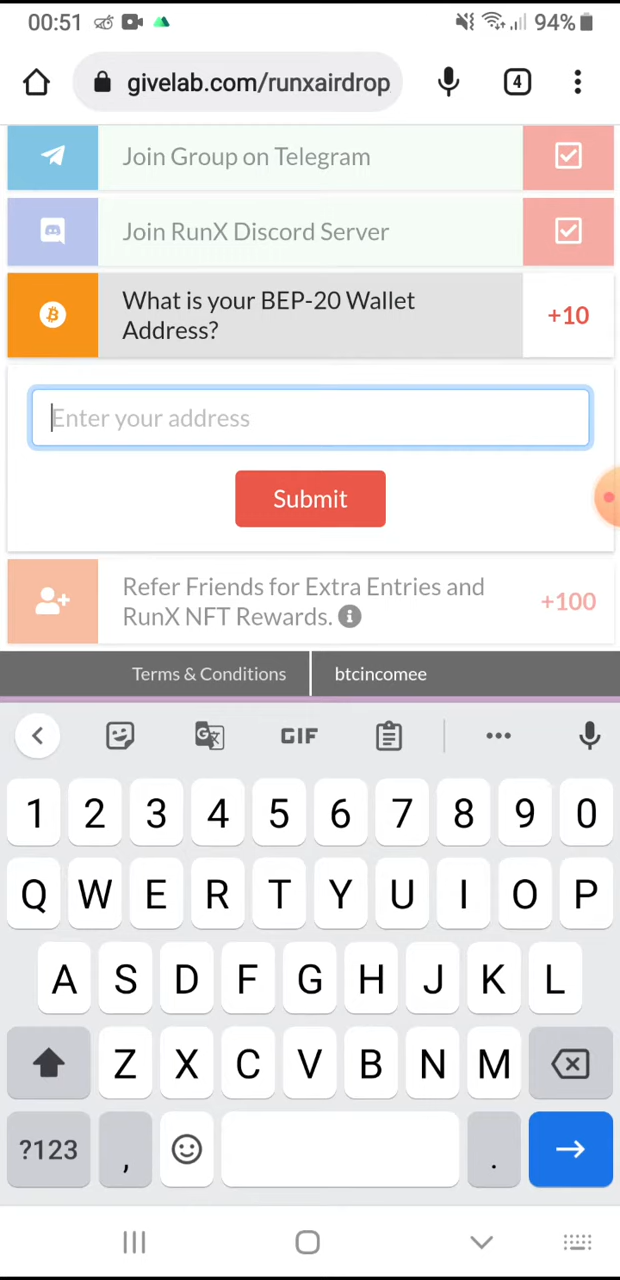 00:51 94%
givelab.com/runxairdrop 4
Join Group on Telegram
Join RunX Discord Server
What is your BEP-20 Wallet
Address?
+10
Enter your address
Submit
Refer Friends for Extra Entries and
RunX NFT Rewards.
+100
Terms & Conditions btcincomee
GIF
1 2 3 4 5 6 7 8 9 0
Q W E R T Y U I O P
A S D F G H J K L
Z X C V B N M
?123 , .